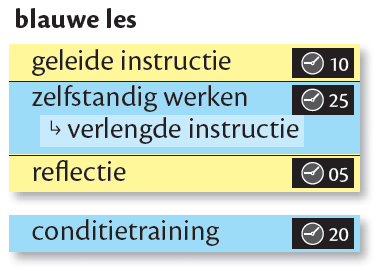 blauwe les
geleide instructie 10
zelfstandig werken 25
↳ verlengde instructie
reflectie 05
conditietraining 20